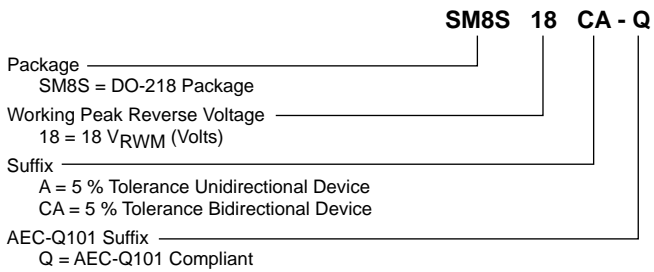 SM8S 18 CA - Q
Package
SM8S = DO-218 Package
Working Peak Reverse Voltage
18 = 18 VRWM (Volts)
Suffix
A = 5 % Tolerance Unidirectional Device
CA = 5 % Tolerance Bidirectional Device
AEC-Q101 Suffix
Q = AEC-Q101 Compliant